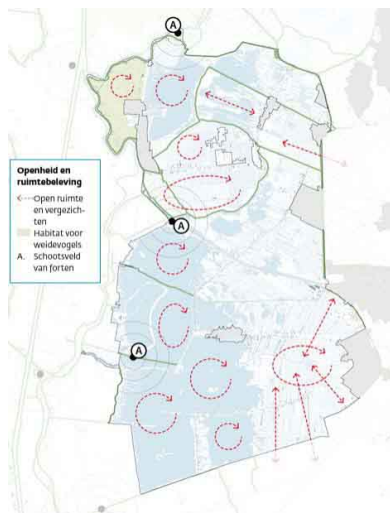 A
A
A
Openheid en
ruimtebeleving
Open ruimte
en vergezich-
ten
Habitat voor
weidevogels
A. Schootsveld
van forten